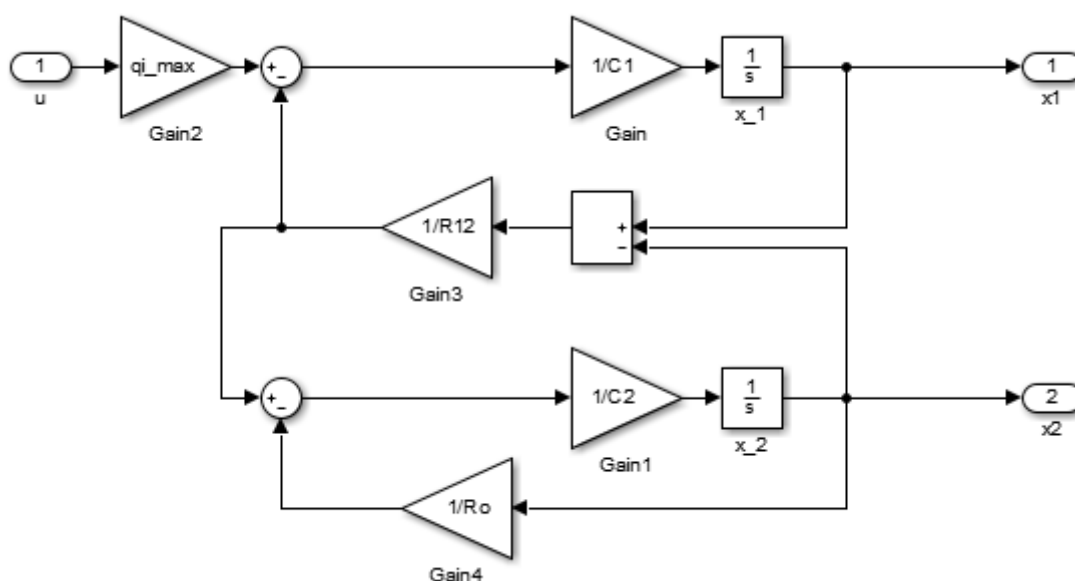 1
u
qi_max
Gain2
+
-
1/C1
Gain
1
s
x_1
1
x1
1/R12
Gain3
+
−
+
-
1/C2
Gain1
1
s
x_2
2
x2
1/Ro
Gain4